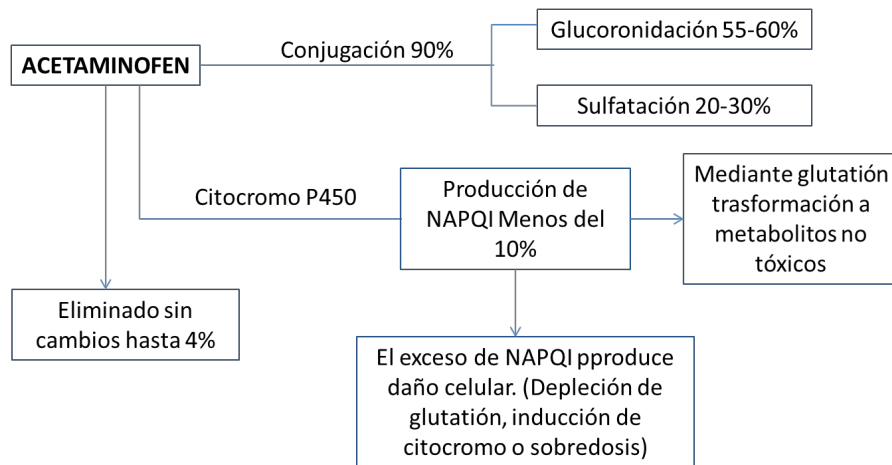 ACETAMINOFEN
Conjugación 90%
Glucoronidación 55-60%
Sulfatación 20-30%
Citocromo P450
Producción de
NAPQI Menos del
10%
Mediante glutatión
trasformación a
metabolitos no
tóxicos
Eliminado sin
cambios hasta 4%
El exceso de NAPQI pproduce
daño celular. (Depleción de
glutatión, inducción de
citocromo o sobredosis)